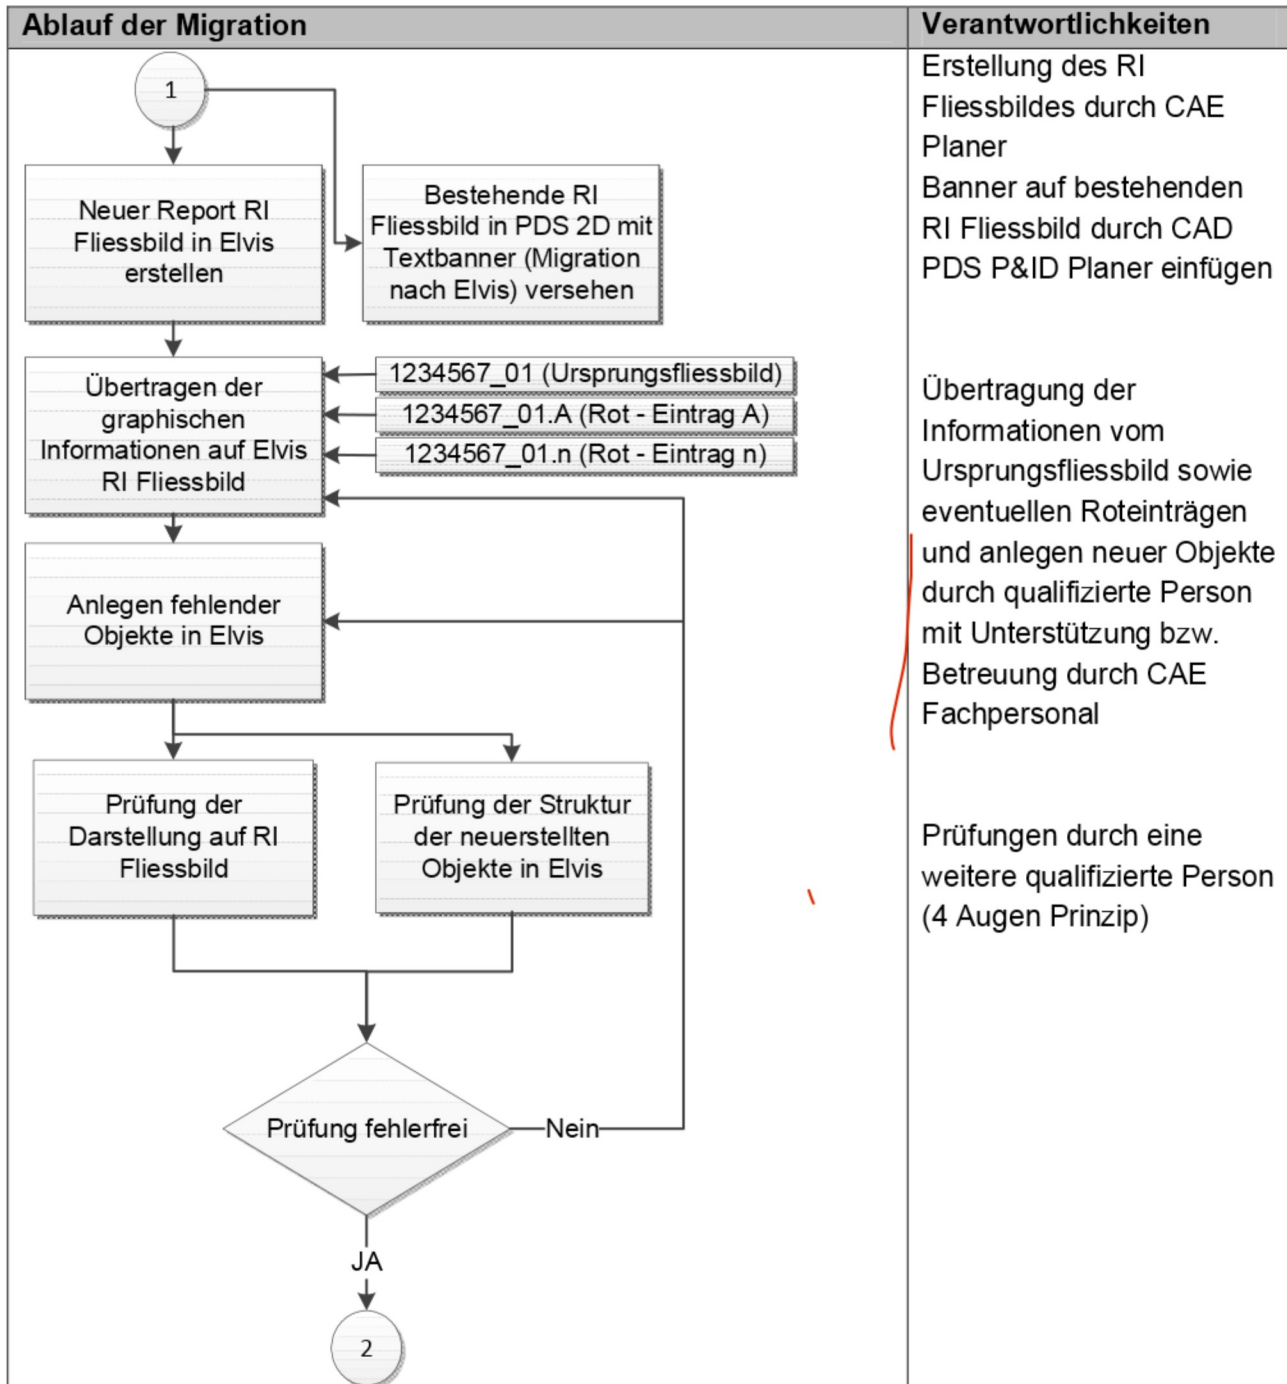 Ablauf der Migration
Verantwortlichkeiten
1
Neuer Report RI
Fliessbild in Elvis
erstellen
Bestehende RI
Fliessbild in PDS 2D mit
Textbanner (Migration
nach Elvis) versehen
Erstellung des RI
Fliessbildes durch CAE
Planer
Banner auf bestehenden
RI Fliessbild durch CAD
PDS P&ID Planer einfügen
Übertragen der
graphischen
Informationen auf Elvis
RI Fliessbild
1234567_01 (Ursprungsfliessbild)
1234567_01.A (Rot - Eintrag A)
1234567_01.n (Rot - Eintrag n)
Anlegen fehlender
Objekte in Elvis
Übertragung der
Informationen vom
Ursprungsfliessbild sowie
eventuellen Roteinträgen
und anlegen neuer Objekte
durch qualifizierte Person
mit Unterstützung bzw.
Betreuung durch CAE
Fachpersonal
Prüfung der
Darstellung auf RI
Fliessbild
Prüfung der Struktur
der neuerstellten
Objekte in Elvis
Prüfungen durch eine
weitere qualifizierte Person
(4 Augen Prinzip)
Prüfung fehlerfrei
Nein
JA
2